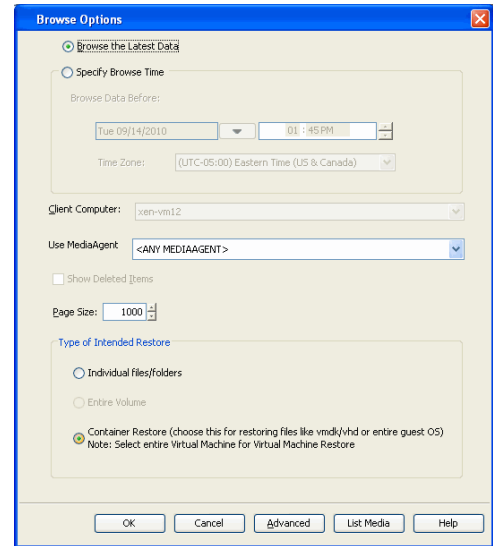 Browse Options
Browse the Latest Data
Specify Browse Time
Browse Data Before:
Tue 09/14/2010
01 : 45 PM
Time Zone:
(UTC-05:00) Eastern Time (US & Canada)
Client Computer:
xen-vm12
Use MediaAgent
<ANY MEDIAAGENT>
Show Deleted Items
Page Size:
1000
Type of Intended Restore
Individual files/folders
Entire Volume
Container Restore (choose this for restoring files like vmdk/vhd or entire guest OS)
Note: Select entire Virtual Machine for Virtual Machine Restore
OK
Cancel
Advanced
List Media
Help